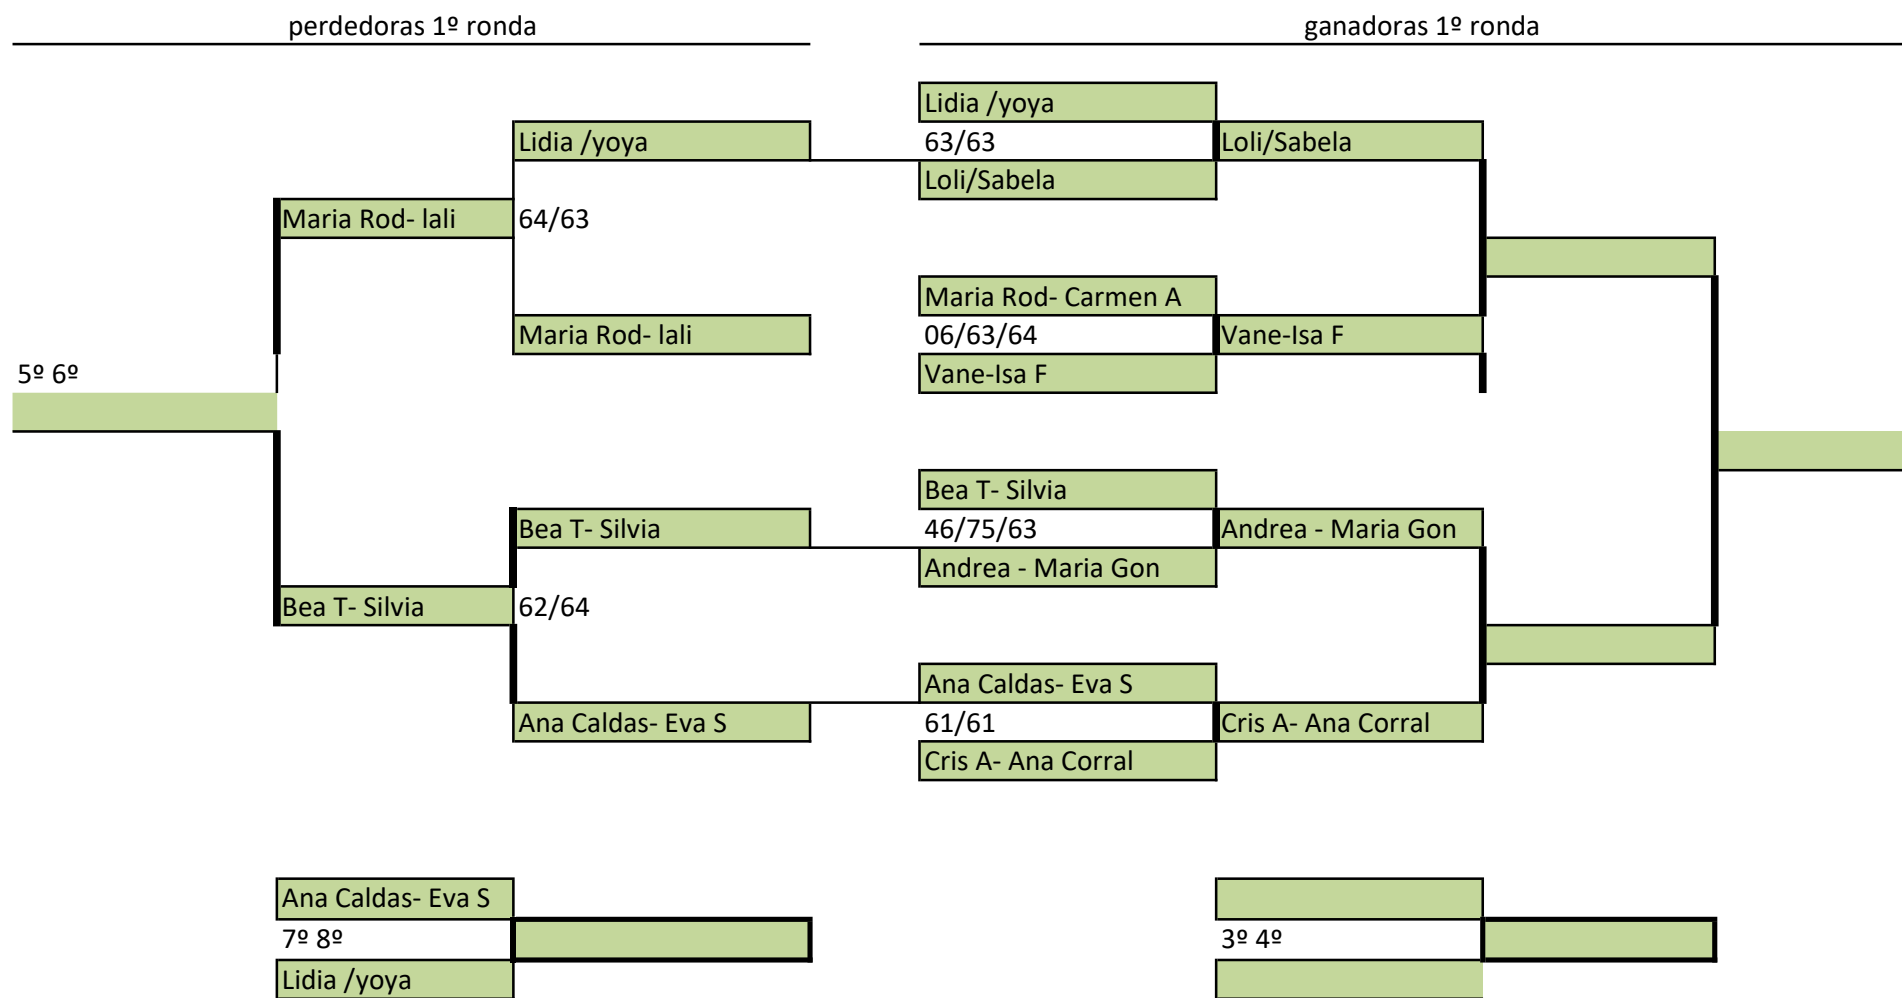 perdedoras 1º ronda
ganadoras 1º ronda
Lidia /yoya
Lidia /yoya
63/63
Loli/Sabela
Loli/Sabela
Maria Rod- lali
64/63
Maria Rod- Carmen A
Maria Rod- lali
06/63/64
Vane-Isa F
5º 6º
Vane-Isa F
Bea T- Silvia
Bea T- Silvia
46/75/63
Andrea - Maria Gon
Andrea - Maria Gon
Bea T- Silvia
62/64
Ana Caldas- Eva S
Ana Caldas- Eva S
61/61
Cris A- Ana Corral
Cris A- Ana Corral
Ana Caldas- Eva S
7º 8º
3º 4º
Lidia /yoya